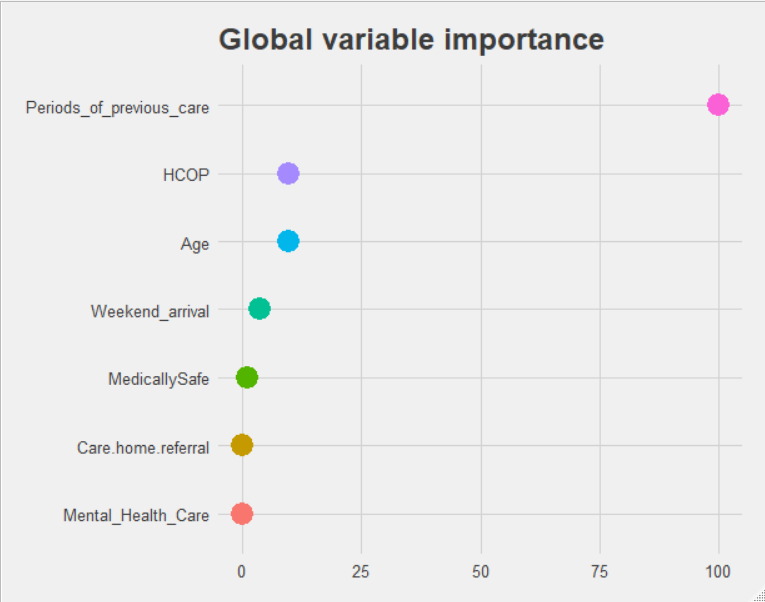 Global variable importance
Periods_of_previous_care
HCOP
Age
Weekend_arrival
MedicallySafe
Care.home.referral
Mental_Health_Care
0 25 50 75 100